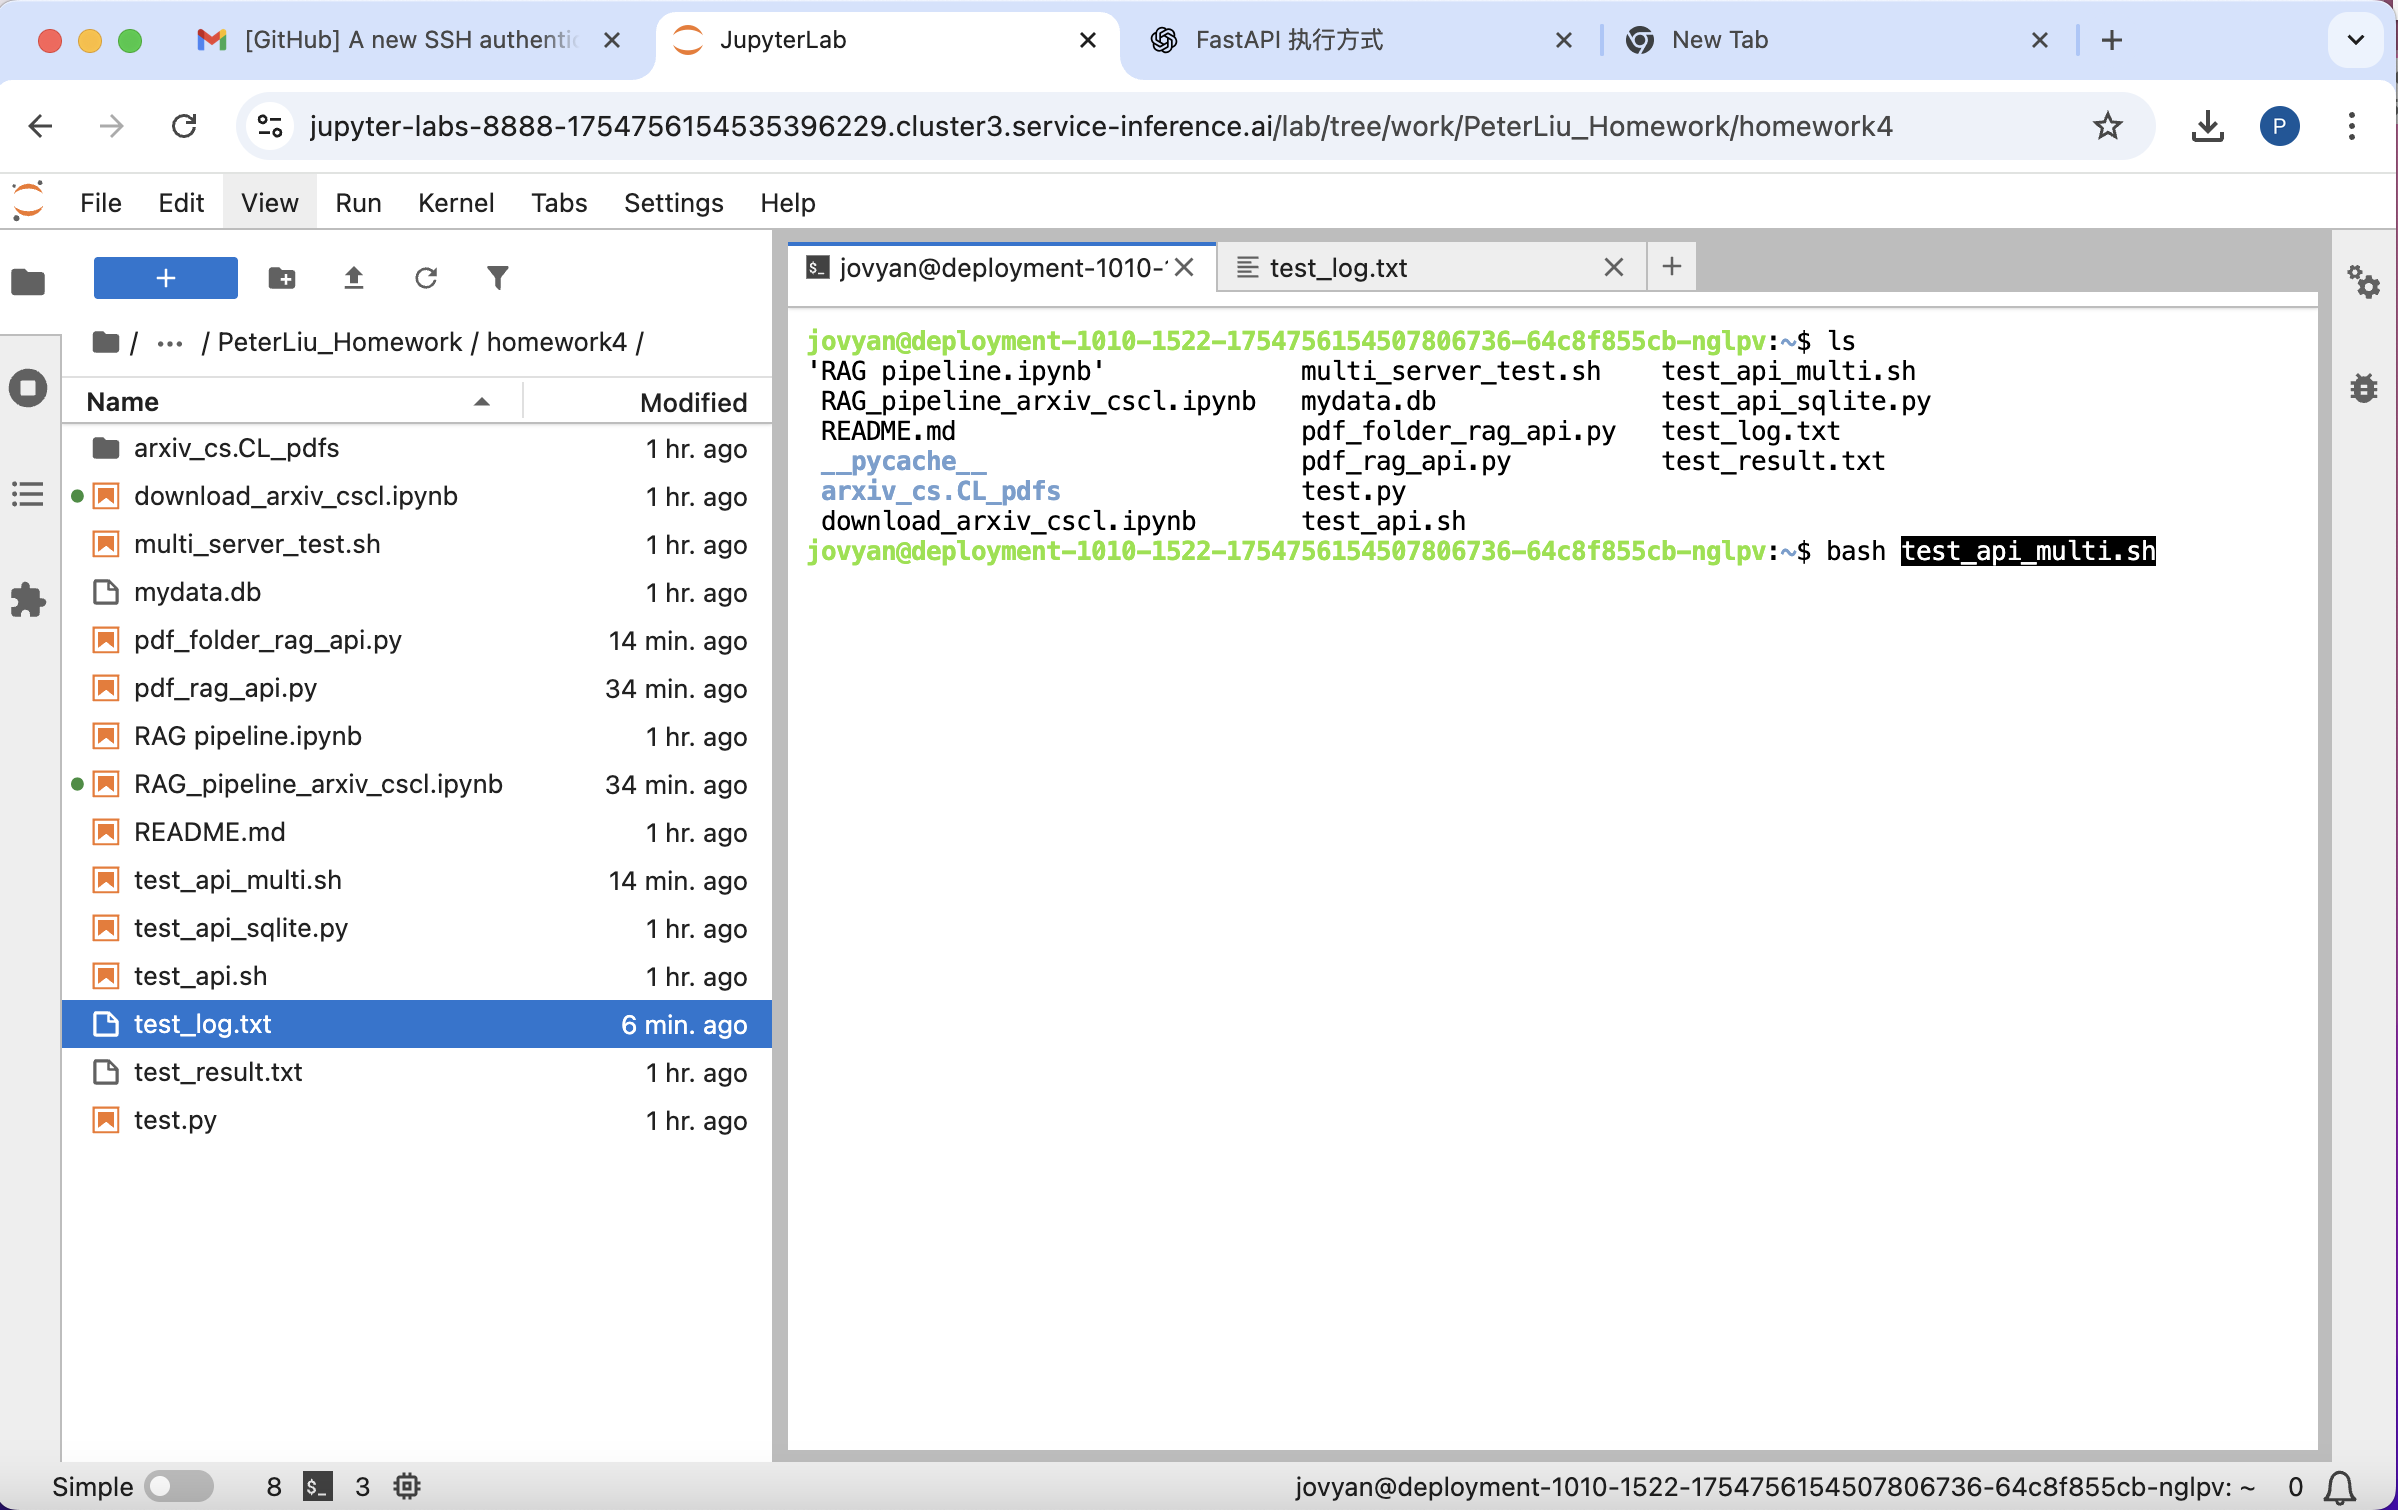 [GitHub] A new SSH authentic
JupyterLab
FastAPI 执行方式
New Tab
jupyter-labs-8888-1754756154535396229.cluster3.service-inference.ai/lab/tree/work/PeterLiu_Homework/homework4
P
File Edit View Run Kernel Tabs Settings Help
+
/ ... / PeterLiu_Homework / homework4 /
Name Modified
arxiv_cs.CL_pdfs 1 hr. ago
download_arxiv_cscl.ipynb 1 hr. ago
multi_server_test.sh 1 hr. ago
mydata.db 1 hr. ago
pdf_folder_rag_api.py 14 min. ago
pdf_rag_api.py 34 min. ago
RAG pipeline.ipynb 1 hr. ago
RAG_pipeline_arxiv_cscl.ipynb 34 min. ago
README.md 1 hr. ago
test_api_multi.sh 14 min. ago
test_api_sqlite.py 1 hr. ago
test_api.sh 1 hr. ago
test_log.txt 6 min. ago
test_result.txt 1 hr. ago
test.py 1 hr. ago
jovyan@deployment-1010-1
test_log.txt
jovyan@deployment-1010-1522-1754756154507806736-64c8f855cb-nglpv:~$ ls
'RAG pipeline.ipynb' multi_server_test.sh test_api_multi.sh
RAG_pipeline_arxiv_cscl.ipynb mydata.db test_api_sqlite.py
README.md pdf_folder_rag_api.py test_log.txt
__pycache__ pdf_rag_api.py test_result.txt
arxiv_cs.CL_pdfs test.py
download_arxiv_cscl.ipynb test_api.sh
jovyan@deployment-1010-1522-1754756154507806736-64c8f855cb-nglpv:~$ bash test_api_multi.sh
Simple 8 $_ 3
jovyan@deployment-1010-1522-1754756154507806736-64c8f855cb-nglpv: ~ 0